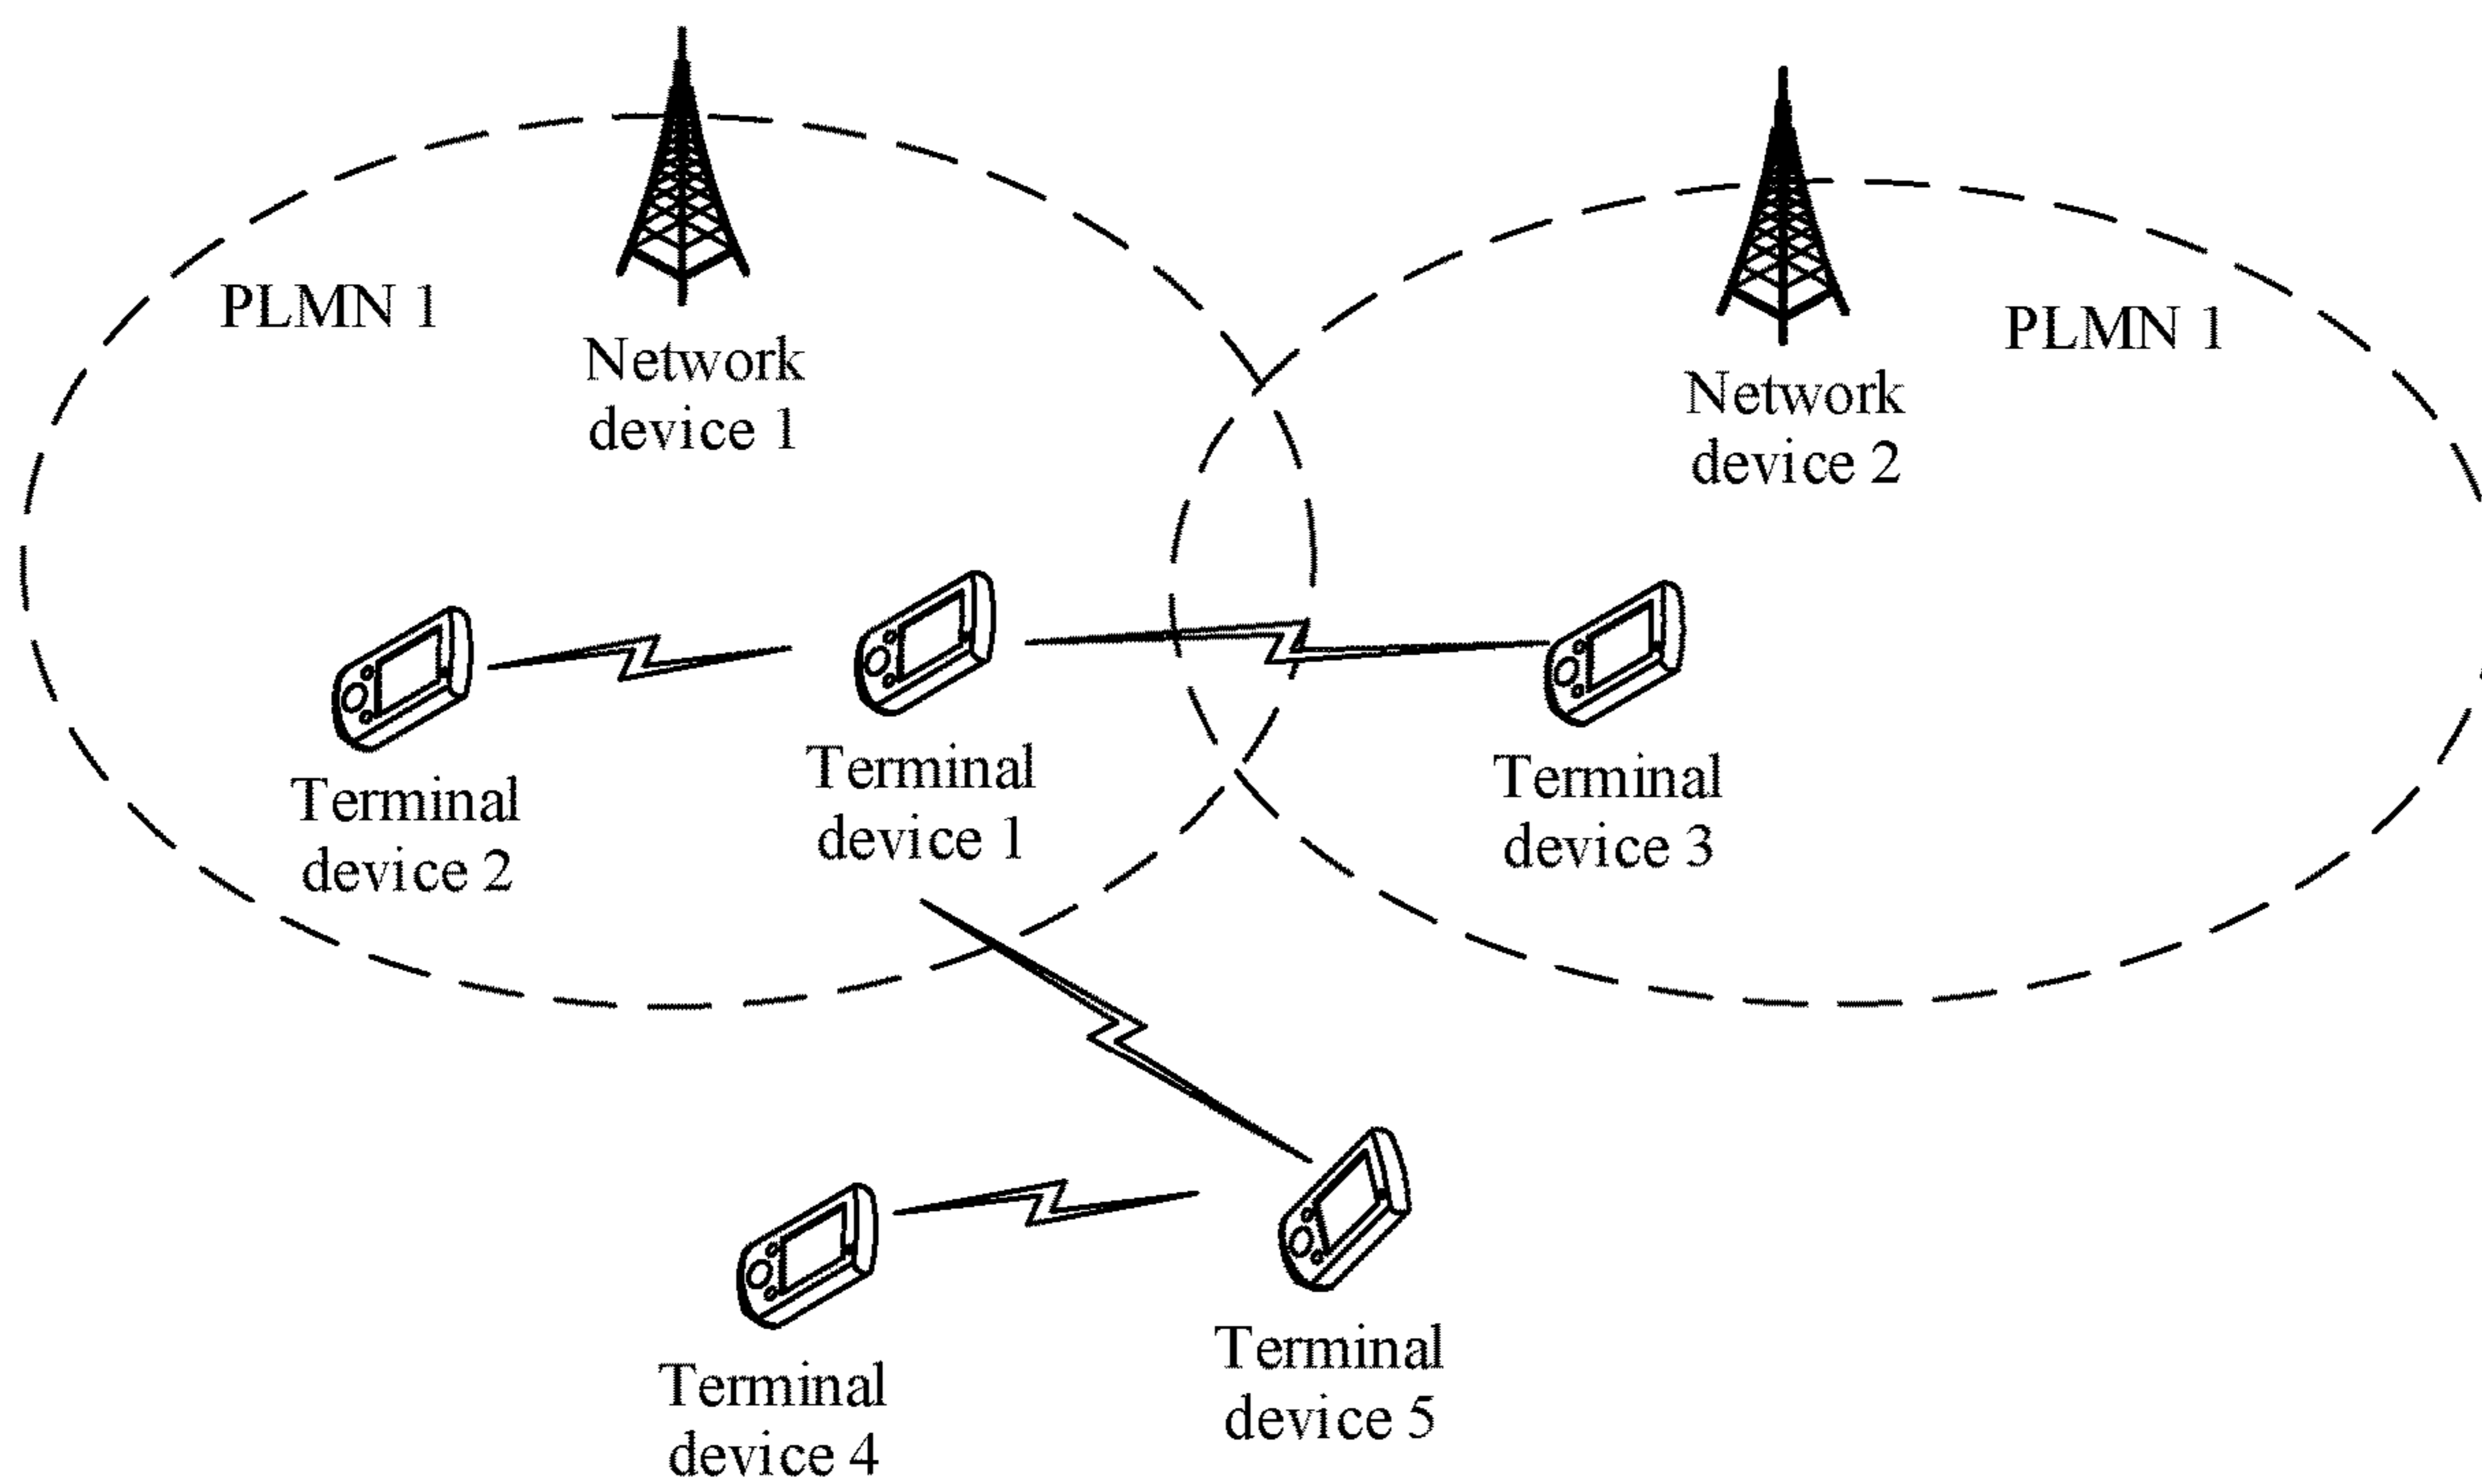 PLMN 1
Network
device 1
PLMN 1
Network
device 2
Terminal
device 2
Terminal
device 1
Terminal
device 3
Terminal
device 4
Terminal
device 5